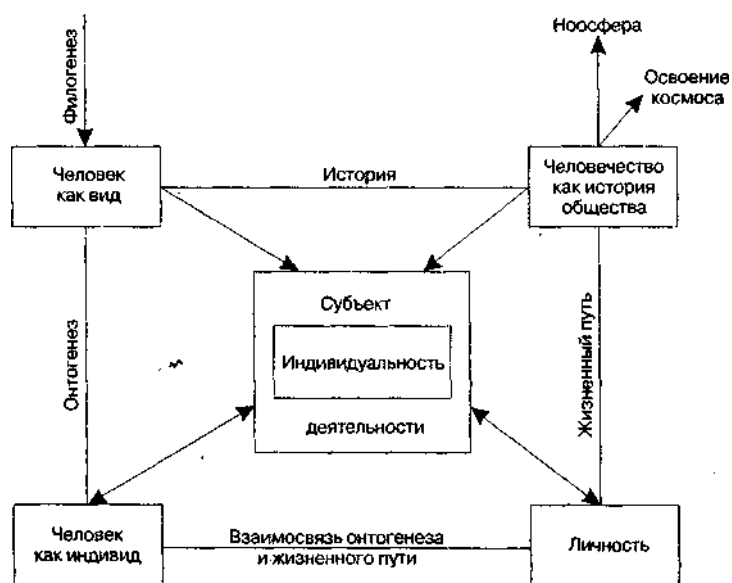 Ноосфера
Освоение
космоса
Филогенез
Человек
как вид
История
Человечество
как история
общества
Субъект
Индивидуальность
деятельности
Онтогенез
Жизненный путь
Человек
как индивид
Взаимосвязь онтогенеза
и жизненного пути
Личность